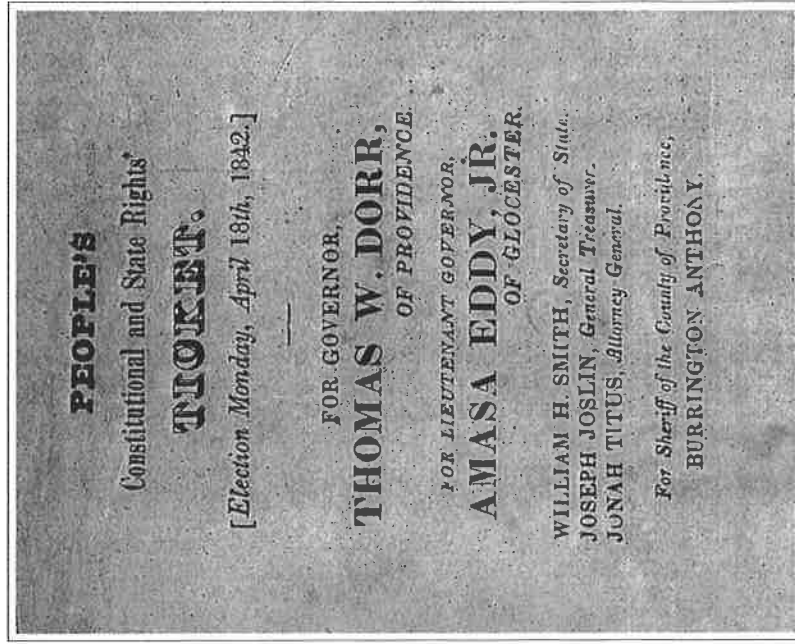 PEOPLE'S
Constitutional and State Rights'
TICKET.
[Election Monday, April 18th, 1842.]
FOR GOVERNOR,
THOMAS W. DORR,
OF PROVIDENCE.
FOR LIEUTENANT GOVERNOR,
AMASA EDDY, JR.
OF GLOCESTER.
WILLIAM H. SMITH, Secretary of State.
JOSEPH JOSLIN, General Treasurer.
JONAH TITUS, Attorney General.
For Sheriff of the County of Providence,
BURRINGTON ANTHONY.